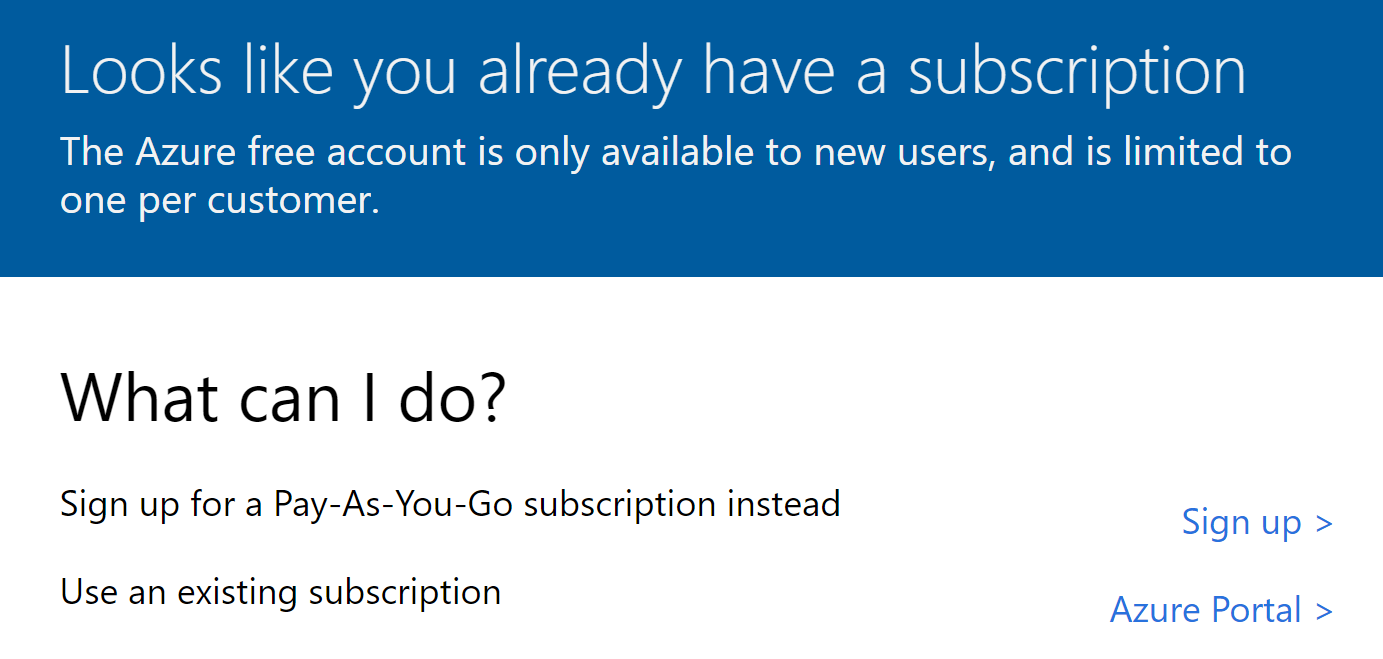 Looks like you already have a subscription
The Azure free account is only available to new users, and is limited to
one per customer.
What can I do?
Sign up for a Pay-As-You-Go subscription instead
Sign up >
Use an existing subscription
Azure Portal >